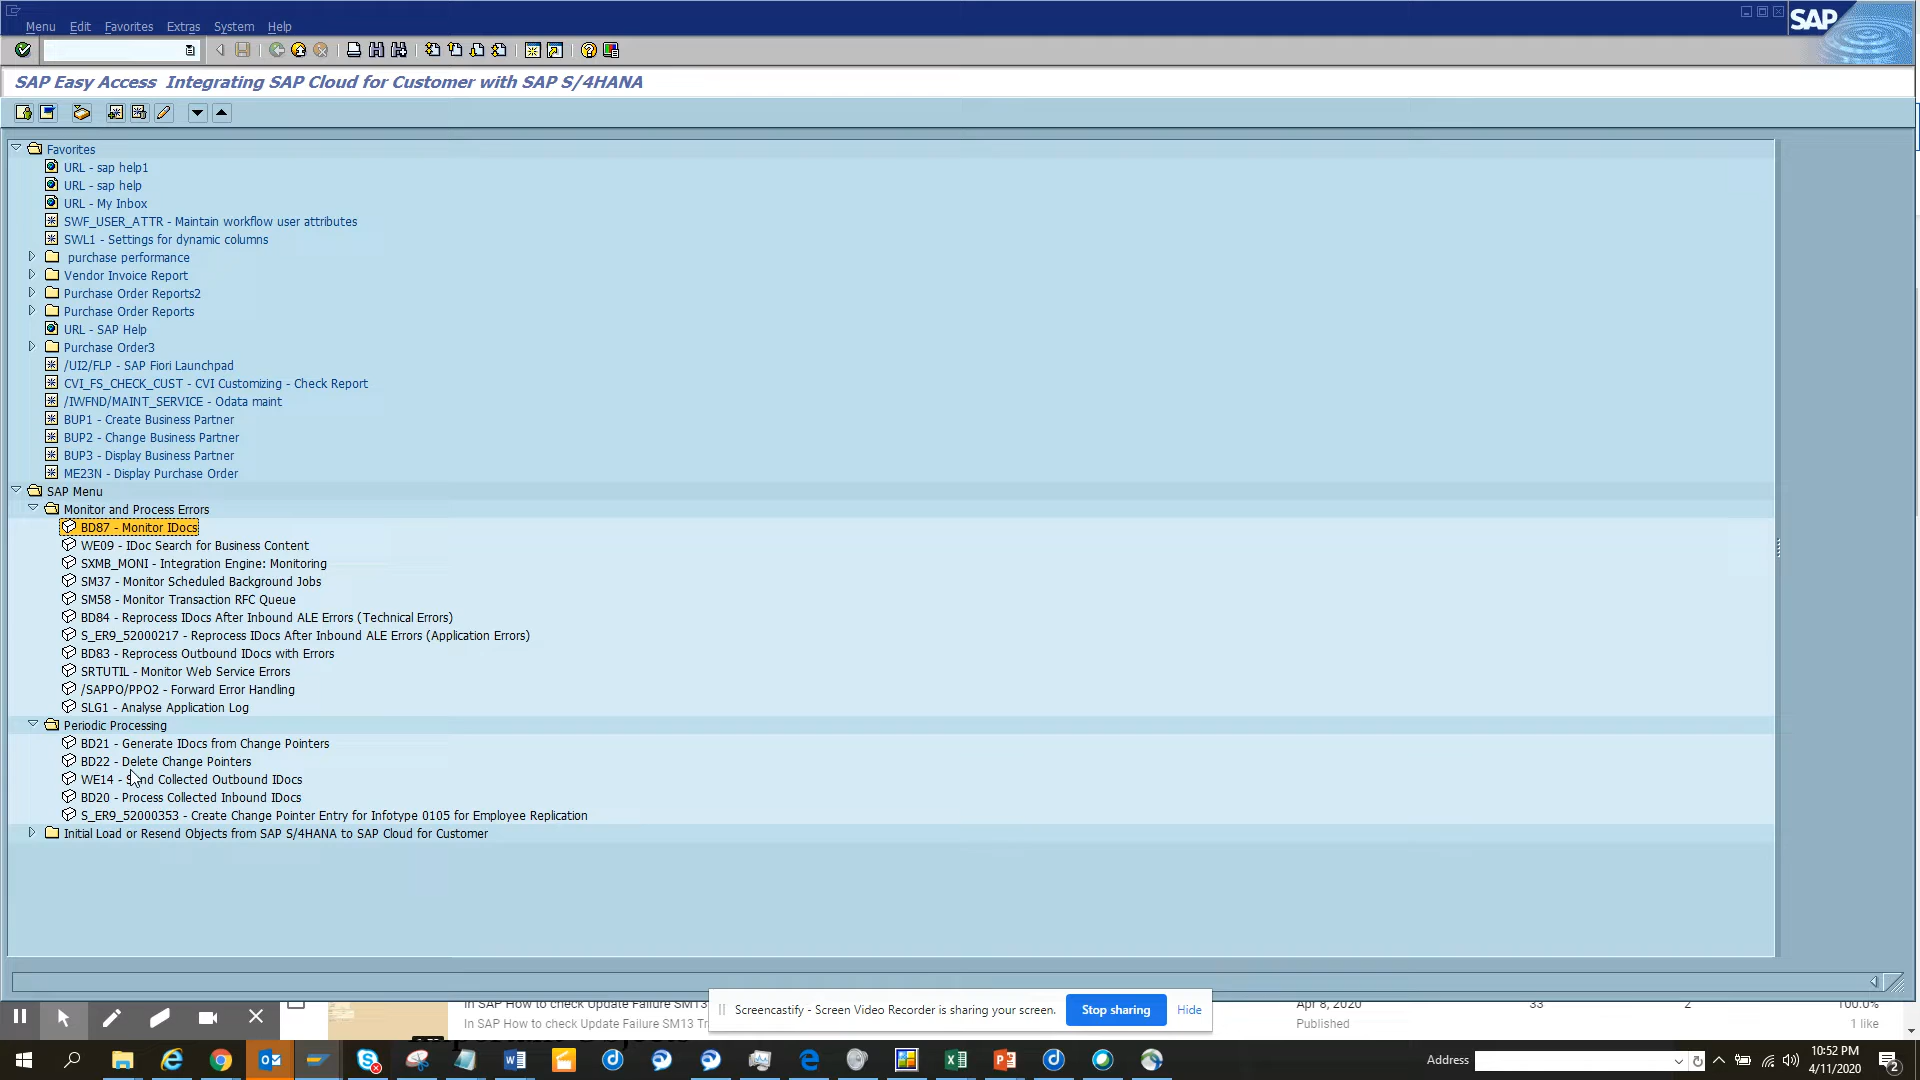 Menu Edit Favorites Extras System Help
SAP
SAP Easy Access Integrating SAP Cloud for Customer with SAP S/4HANA
Favorites
URL - sap help1
URL - sap help
URL - My Inbox
SWF_USER_ATTR - Maintain workflow user attributes
SWL1 - Settings for dynamic columns
purchase performance
Vendor Invoice Report
Purchase Order Reports2
Purchase Order Reports
URL - SAP Help
Purchase Order3
/UI2/FLP - SAP Fiori Launchpad
CVI_FS_CHECK_CUST - CVI Customizing - Check Report
/IWFND/MAINT_SERVICE - Odata maint
BUP1 - Create Business Partner
BUP2 - Change Business Partner
BUP3 - Display Business Partner
ME23N - Display Purchase Order
SAP Menu
Monitor and Process Errors
BD87 - Monitor IDocs
WE09 - IDoc Search for Business Content
SXMB_MONI - Integration Engine: Monitoring
SM37 - Monitor Scheduled Background Jobs
SM58 - Monitor Transaction RFC Queue
BD84 - Reprocess IDocs After Inbound ALE Errors (Technical Errors)
S_ER9_52000217 - Reprocess IDocs After Inbound ALE Errors (Application Errors)
BD83 - Reprocess Outbound IDocs with Errors
SRTUTIL - Monitor Web Service Errors
/SAPPO/PPO2 - Forward Error Handling
SLG1 - Analyse Application Log
Periodic Processing
BD21 - Generate IDocs from Change Pointers
BD22 - Delete Change Pointers
WE14 - Send Collected Outbound IDocs
BD20 - Process Collected Inbound IDocs
S_ER9_52000353 - Create Change Pointer Entry for Infotype 0105 for Employee Replication
Initial Load or Resend Objects from SAP S/4HANA to SAP Cloud for Customer
In SAP How to check Update Failure SM13 Apr 8, 2020 33 2 100.0%
In SAP How to check Update Failure SM13 Tr Published 1 like
Screencastify - Screen Video Recorder is sharing your screen. Stop sharing Hide
Objects
Address
10:52 PM
4/11/2020
2